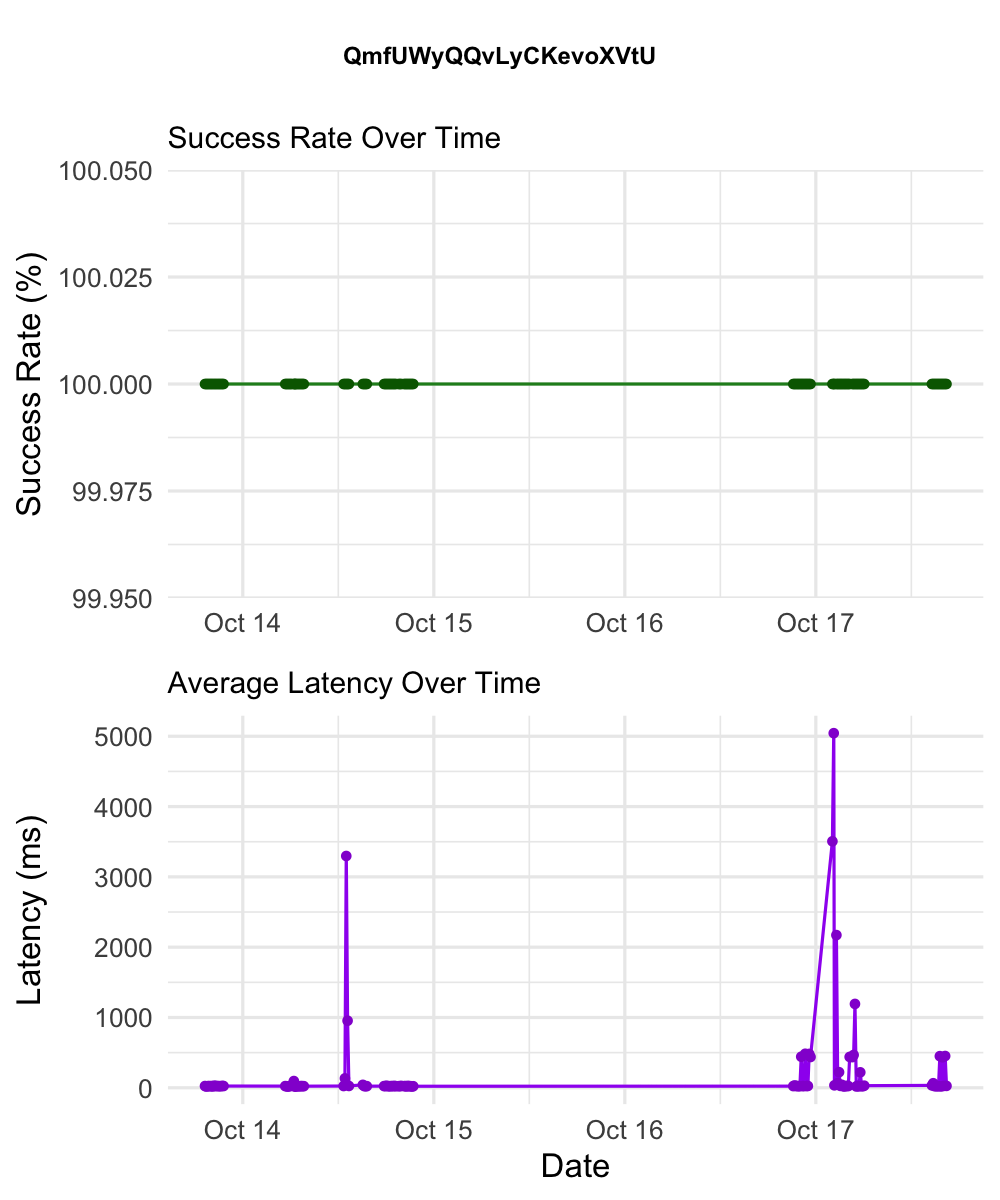 QmfUWyQQvLyCKevoXVtU
Success Rate Over Time
Success Rate (%)
100.050
100.025
100.000
99.975
99.950
Oct 14 Oct 15 Oct 16 Oct 17
Average Latency Over Time
Latency (ms)
5000
4000
3000
2000
1000
0
Oct 14 Oct 15 Oct 16 Oct 17
Date